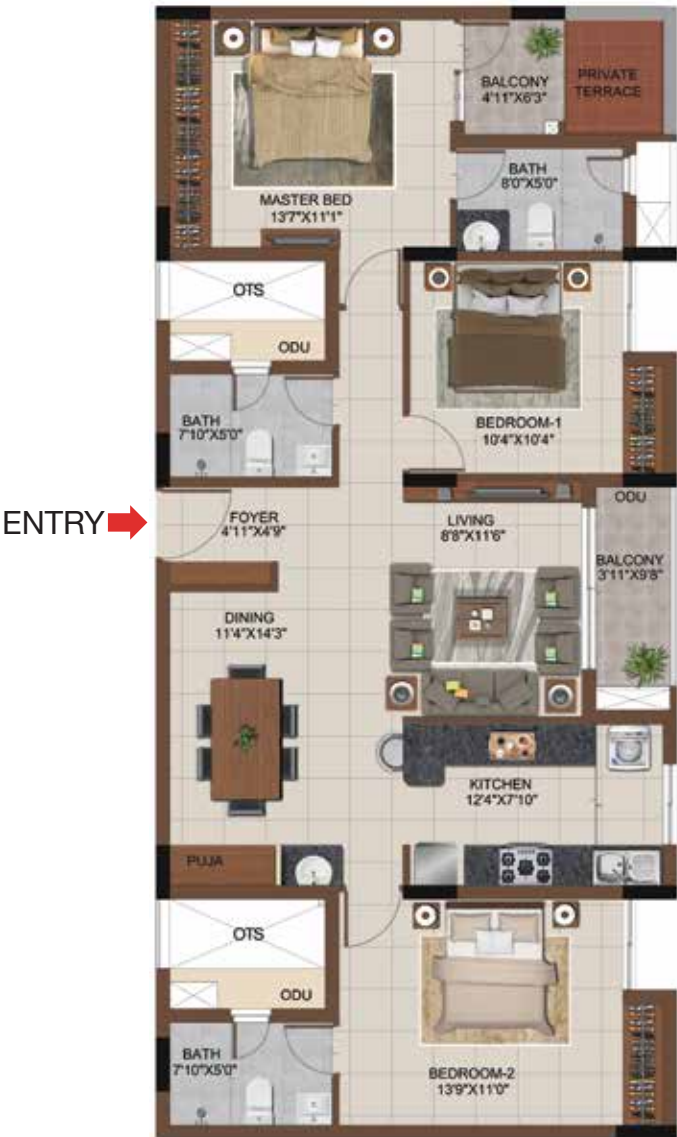 BALCONY
4'11"X6'3"
PRIVATE
TERRACE
MASTER BED
13'7"X11'1"
BATH
8'0"X5'0"
OTS
ODU
BATH
7'10"X5'0"
BEDROOM-1
10'4"X10'4"
ENTRY
FOYER
4'11"X4'9"
LIVING
8'8"X11'6"
ODU
BALCONY
3'11"X9'8"
DINING
11'4"X14'3"
KITCHEN
12'4"X7'10"
PUJA
OTS
ODU
BATH
7'10"X5'0"
BEDROOM-2
13'9"X11'0"